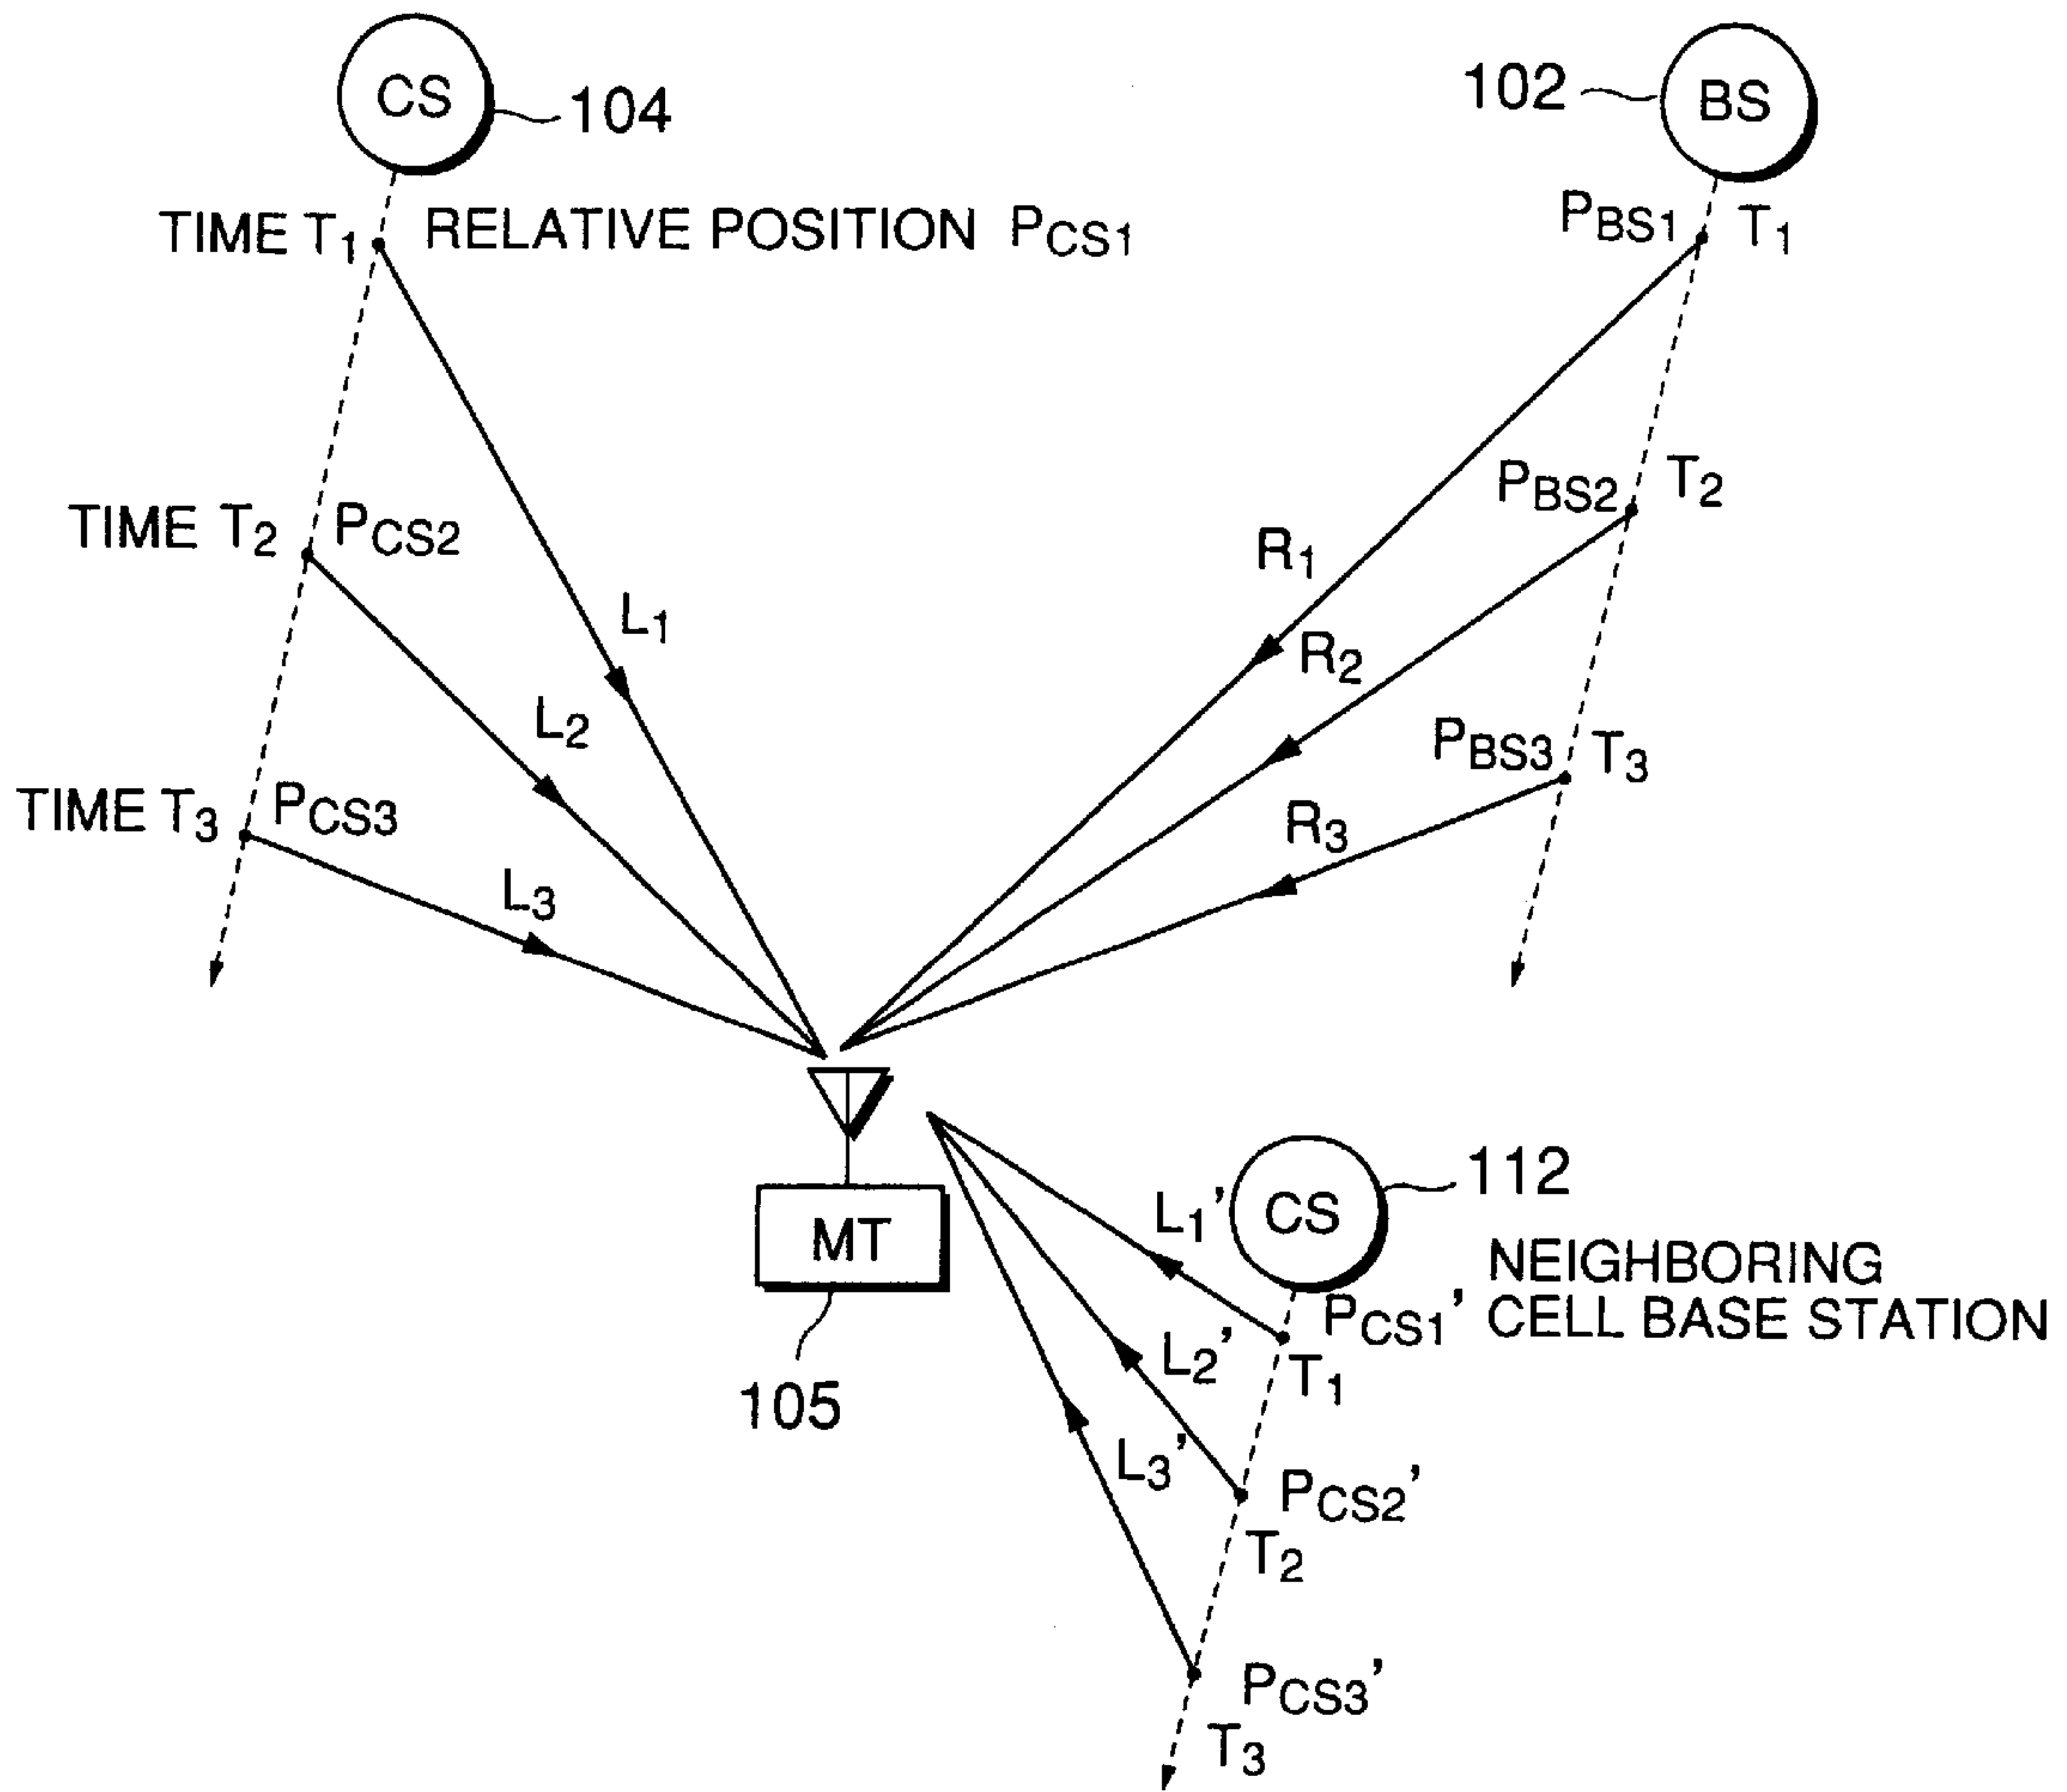 CS
104
102
BS
TIME T1
RELATIVE POSITION PCS1
PBS1
T1
TIME T2
PCS2
PBS2
T2
R1
L1
R2
L2
PBS3
T3
TIME T3
PCS3
R3
L3
MT
105
L1'
CS
112
NEIGHBORING
CELL BASE STATION
PCS1'
T1
L2'
L3'
PCS2'
T2
PCS3'
T3